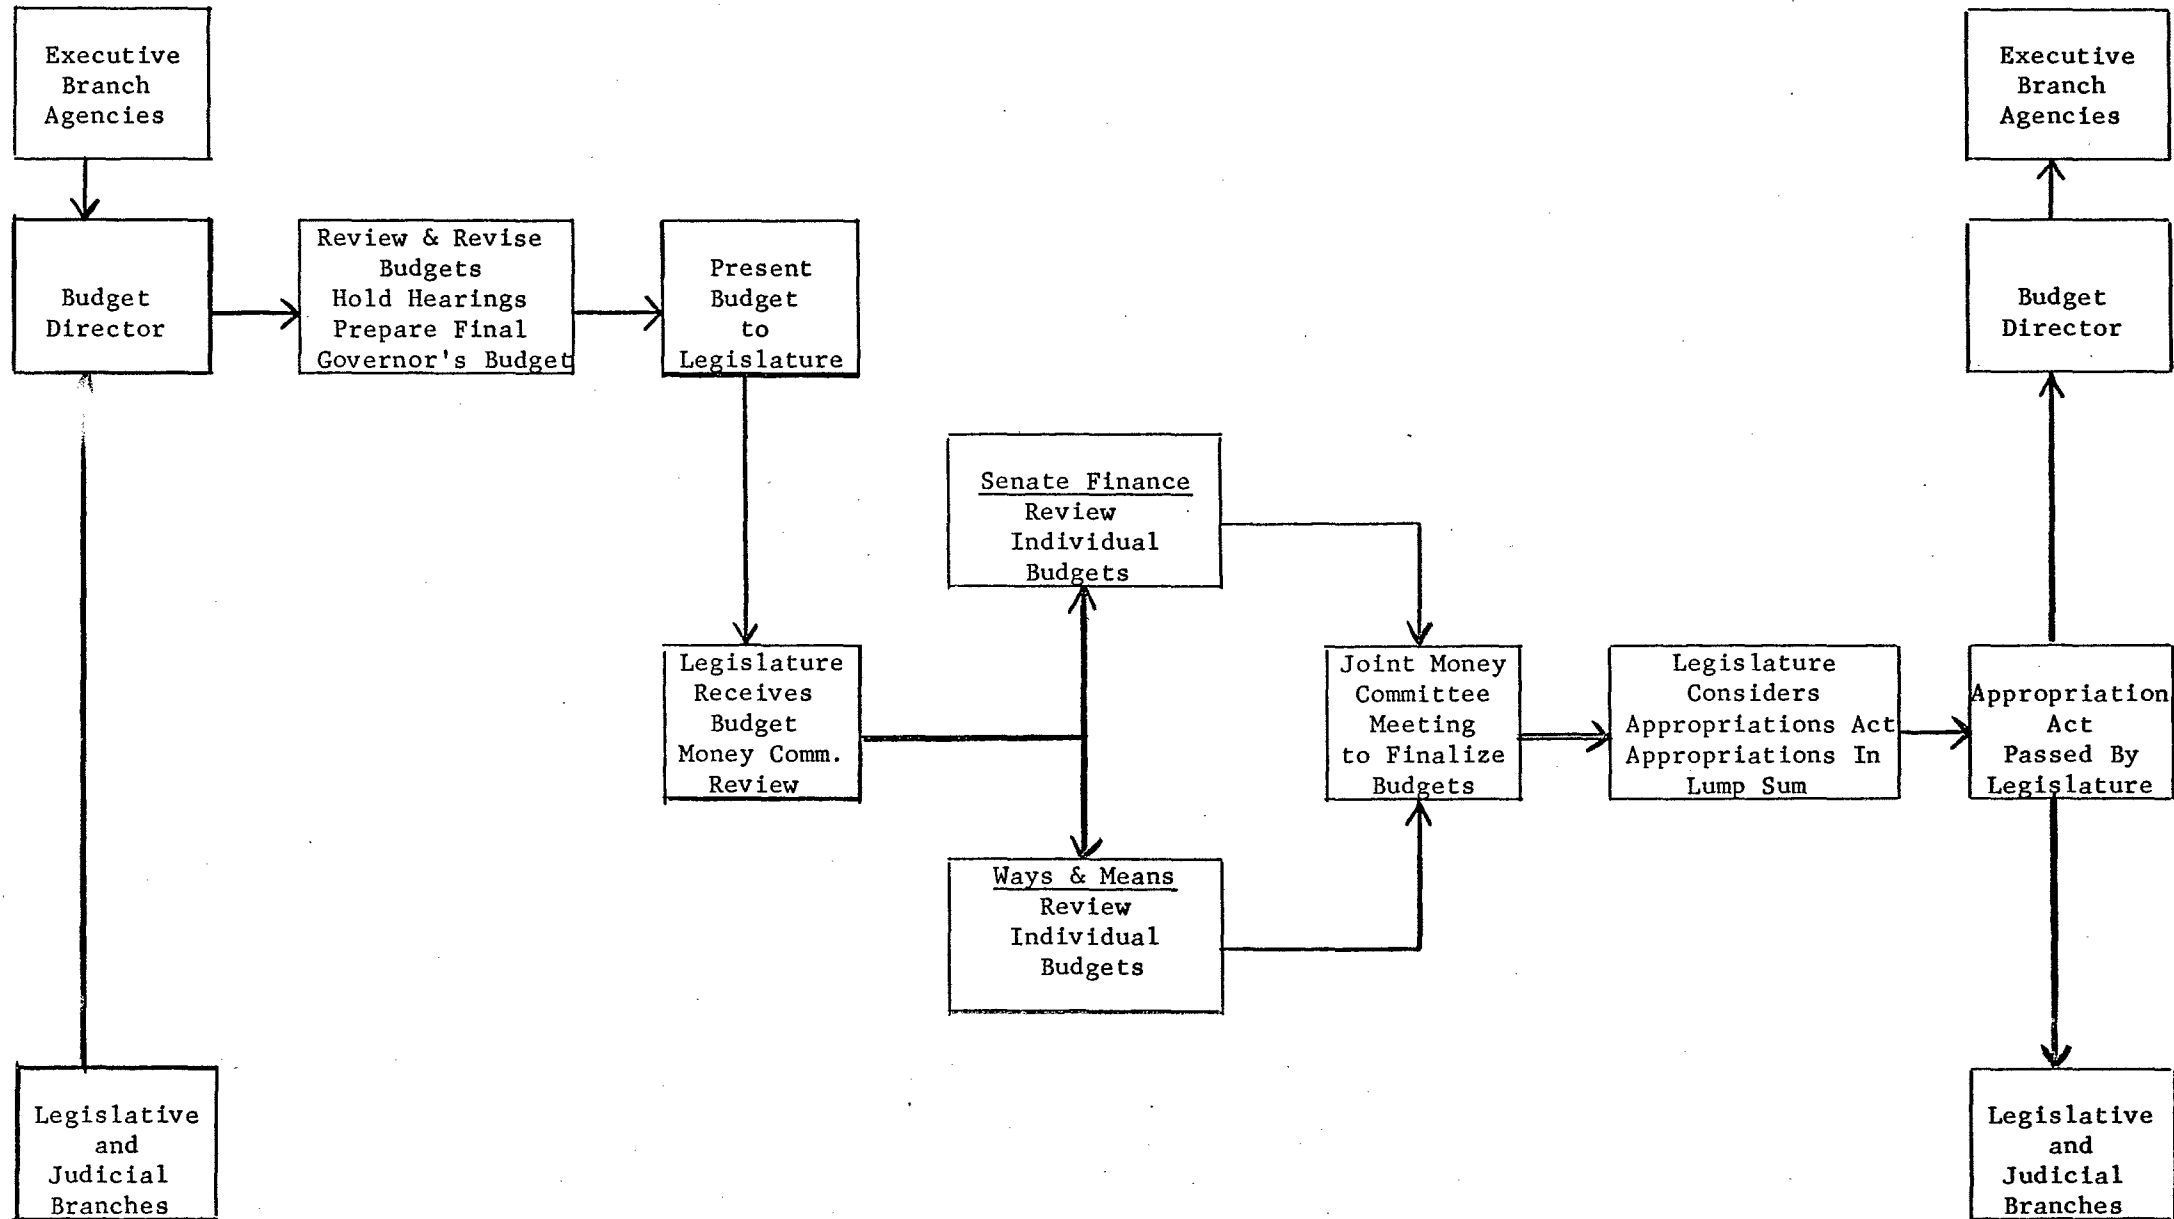 Executive
Branch
Agencies
Budget
Director
Review & Revise
Budgets
Hold Hearings
Prepare Final
Governor's Budget
Present
Budget
to
Legislature
Legislature
Receives
Budget
Money Comm.
Review
Senate Finance
Review
Individual
Budgets
Ways & Means
Review
Individual
Budgets
Joint Money
Committee
Meeting
to Finalize
Budgets
Legislature
Considers
Appropriations Act
Appropriations In
Lump Sum
Appropriation
Act
Passed By
Legislature
Executive
Branch
Agencies
Budget
Director
Legislative
and
Judicial
Branches
Legislative
and
Judicial
Branches